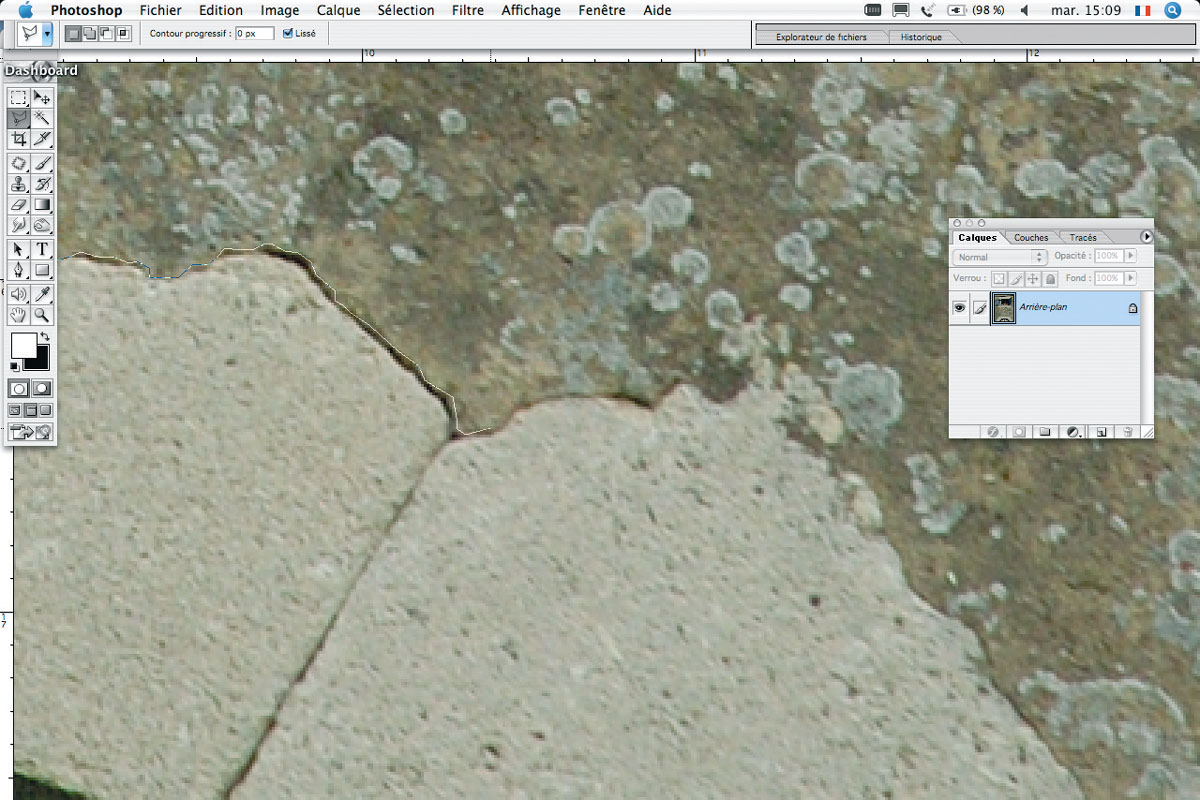 Photoshop Fichier Edition Image Calque Sélection Filtre Affichage Fenêtre Aide (98 %) mar. 15:09
Contour progressif : 0 px Lissé Explorateur de fichiers Historique
10 11 12
Dashboard
T
Calques Couches Tracés
Normal Opacité : 100%
Verrou : Fond : 100%
Arrière-plan
1
7